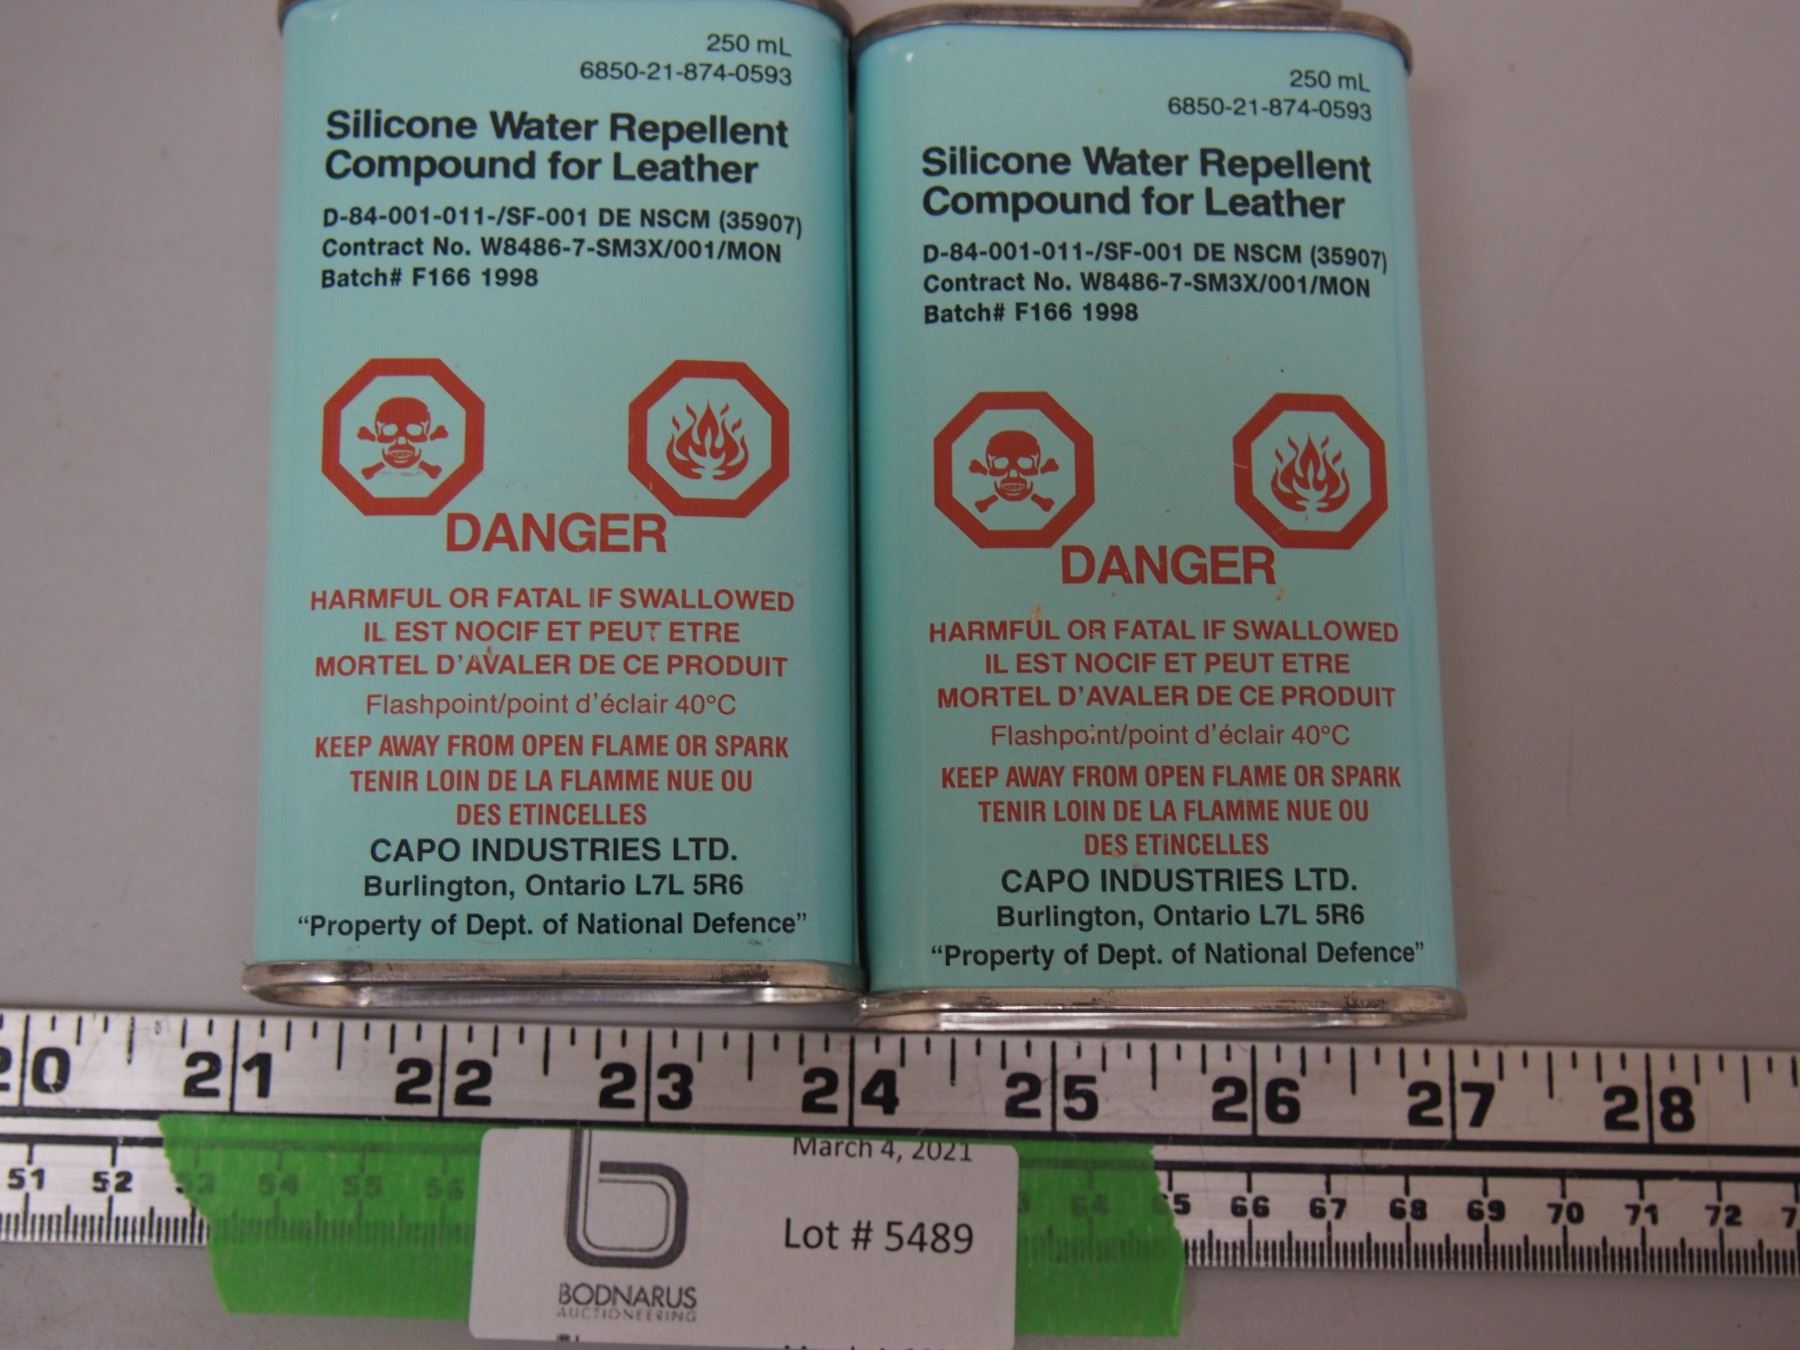 250 mL
6850-21-874-0593
Silicone Water Repellent
Compound for Leather
D-84-001-011-/SF-001 DE NSCM (35907)
Contract No. W8486-7-SM3X/001/MON
Batch# F166 1998
DANGER
HARMFUL OR FATAL IF SWALLOWED
IL EST NOCIF ET PEUT ETRE
MORTEL D'AVALER DE CE PRODUIT
Flashpoint/point d'éclair 40°C
KEEP AWAY FROM OPEN FLAME OR SPARK
TENIR LOIN DE LA FLAMME NUE OU
DES ETINCELLES
CAPO INDUSTRIES LTD.
Burlington, Ontario L7L 5R6
"Property of Dept. of National Defence"
250 mL
6850-21-874-0593
Silicone Water Repellent
Compound for Leather
D-84-001-011-/SF-001 DE NSCM (35907)
Contract No. W8486-7-SM3X/001/MON
Batch# F166 1998
DANGER
HARMFUL OR FATAL IF SWALLOWED
IL EST NOCIF ET PEUT ETRE
MORTEL D'AVALER DE CE PRODUIT
Flashpoint/point d'éclair 40°C
KEEP AWAY FROM OPEN FLAME OR SPARK
TENIR LOIN DE LA FLAMME NUE OU
DES ETINCELLES
CAPO INDUSTRIES LTD.
Burlington, Ontario L7L 5R6
"Property of Dept. of National Defence"
20 21 22 23 24 25 26 27 28
51 52 53 54 55 56 64 65 66 67 68 69 70 71 72
March 4, 2021
Lot # 5489
BODNARUS
AUCTIONEERING